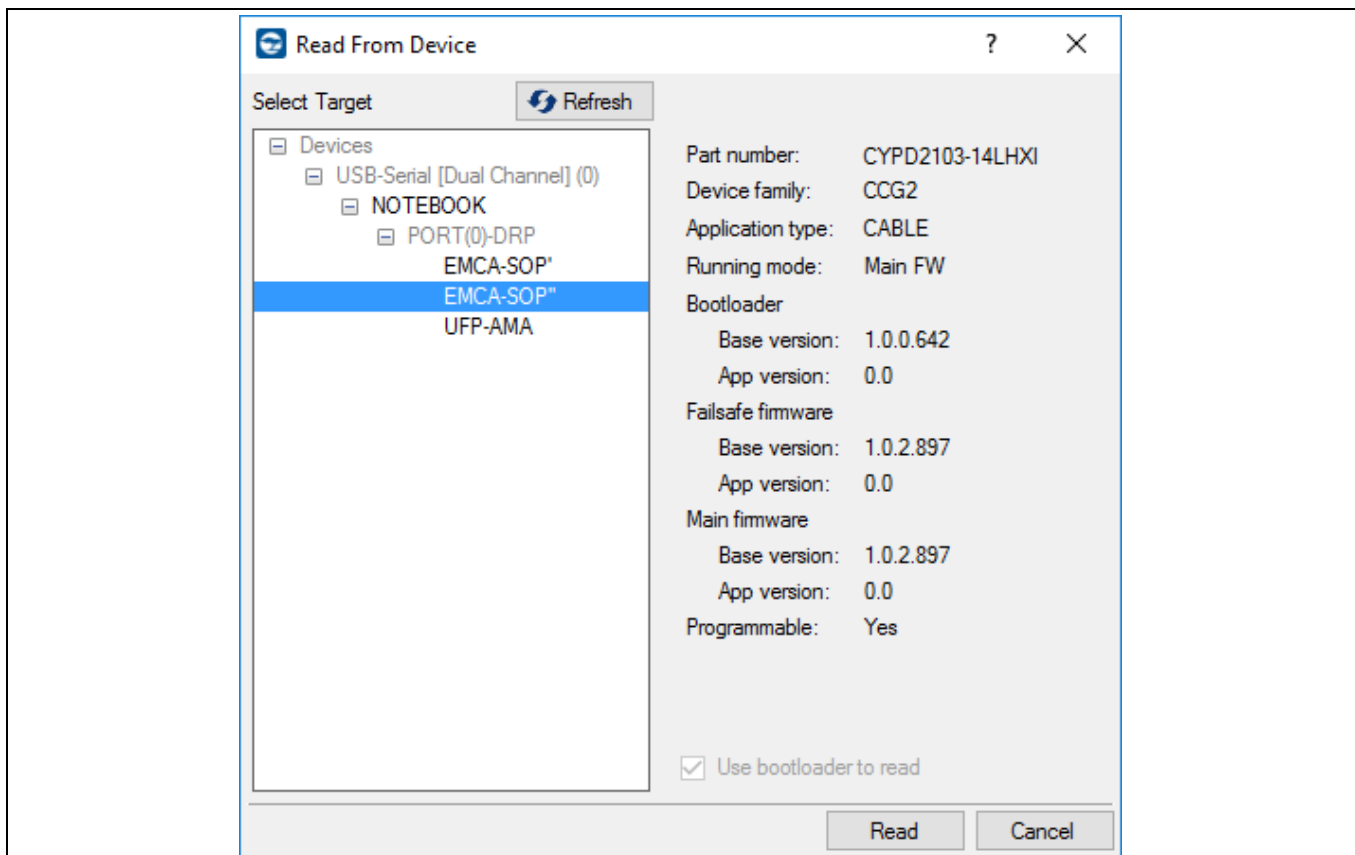 Read From Device
?
Select Target
Refresh
Devices
USB-Serial [Dual Channel] (0)
NOTEBOOK
PORT(0)-DRP
EMCA-SOP'
EMCA-SOP"
UFP-AMA
Part number: CYPD2103-14LHXI
Device family: CCG2
Application type: CABLE
Running mode: Main FW
Bootloader
Base version: 1.0.0.642
App version: 0.0
Failsafe firmware
Base version: 1.0.2.897
App version: 0.0
Main firmware
Base version: 1.0.2.897
App version: 0.0
Programmable: Yes
Use bootloader to read
Read
Cancel